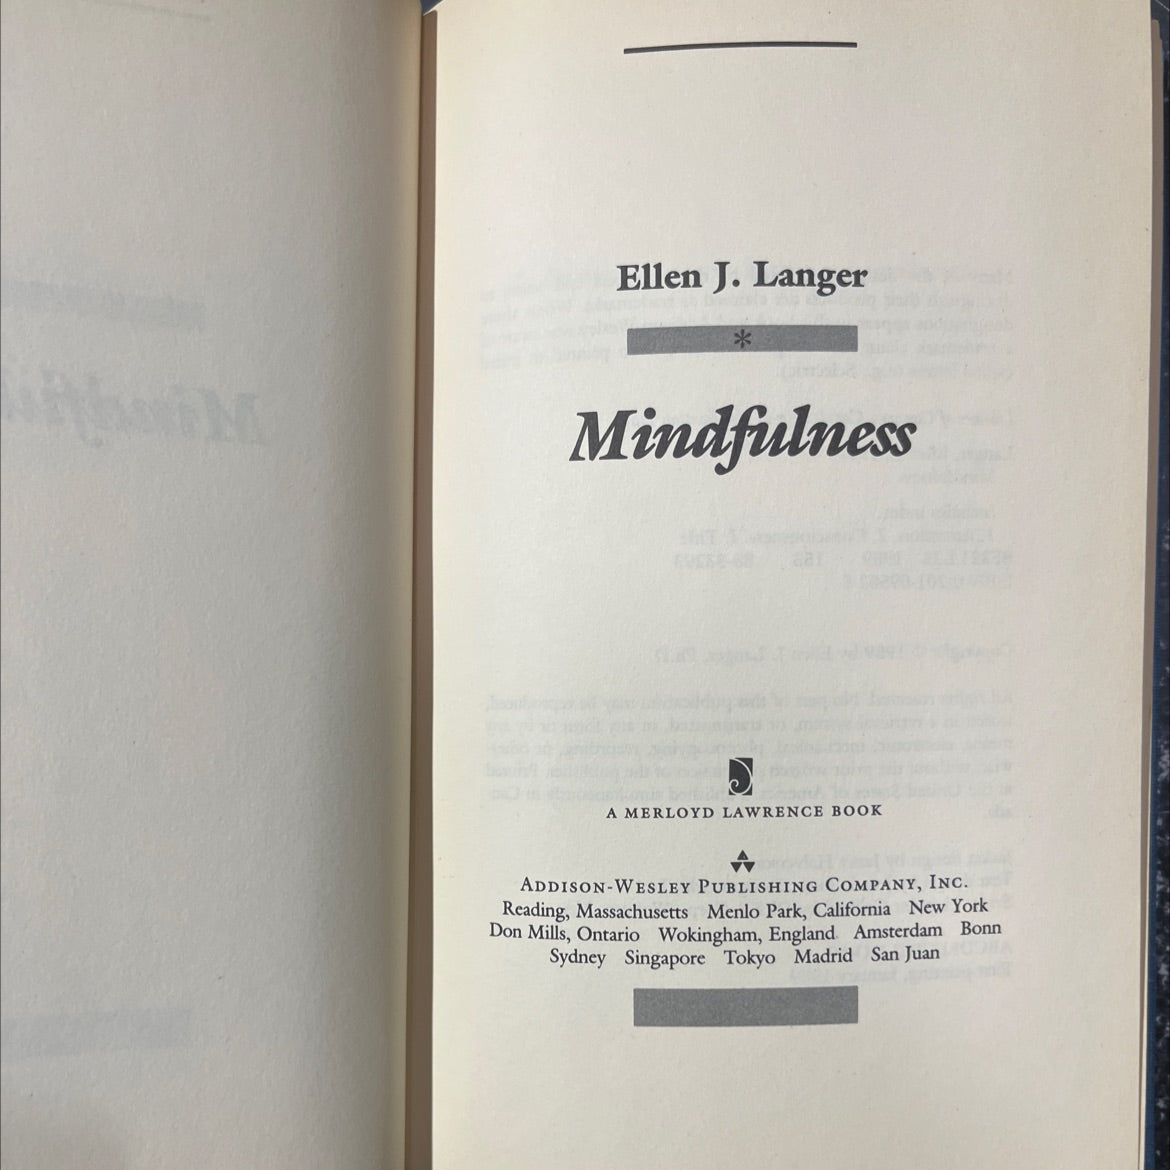 Ellen J. Langer
*
Mindfulness
A MERLOYD LAWRENCE BOOK
ADDISON-WESLEY PUBLISHING COMPANY, INC.
Reading, Massachusetts Menlo Park, California New York
Don Mills, Ontario Wokingham, England Amsterdam Bonn
Sydney Singapore Tokyo Madrid San Juan